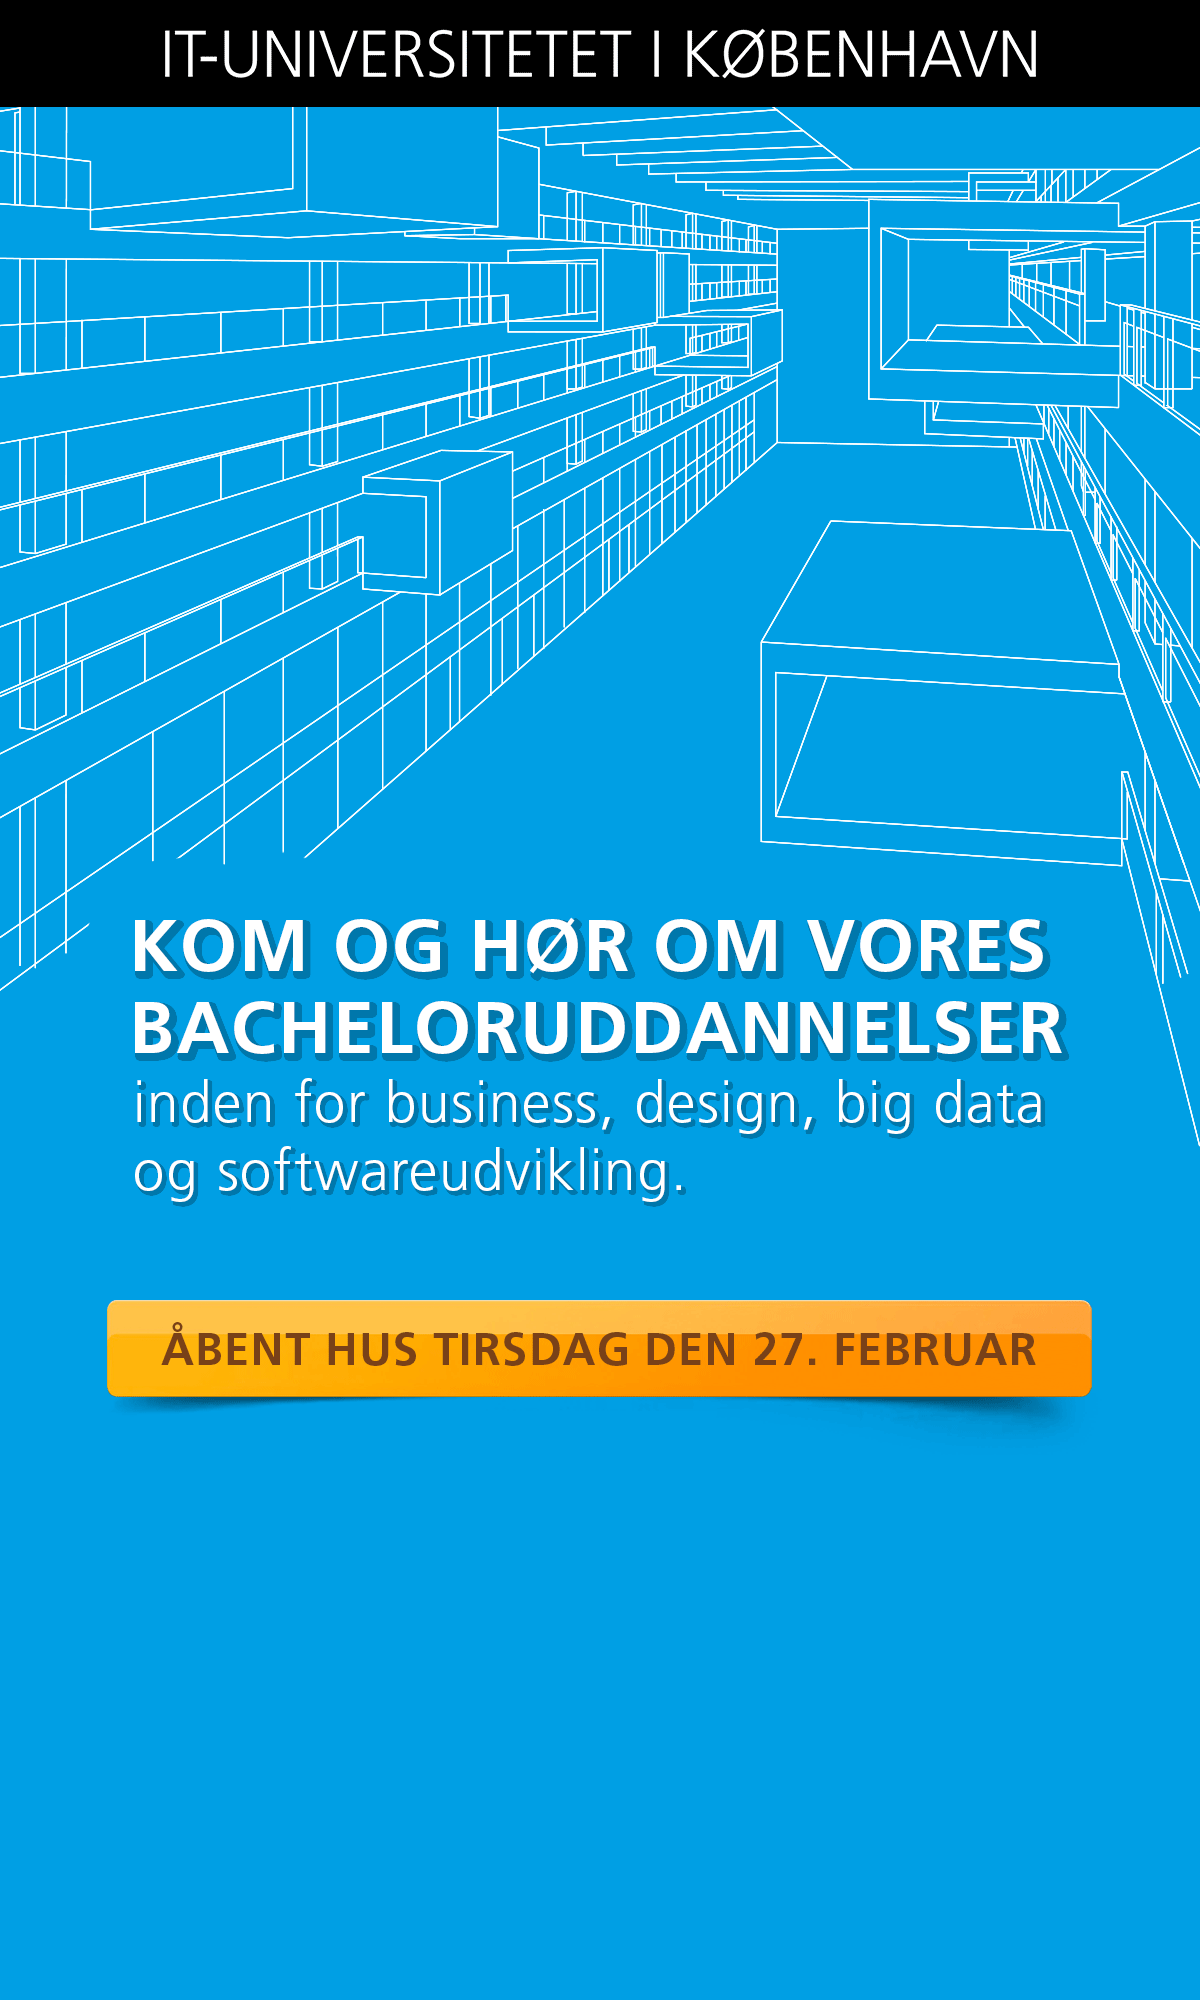 IT-UNIVERSITETET I KØBENHAVN
KOM OG HØR OM VORES
BACHELORUDDANNELSER
inden for business, design, big data
og softwareudvikling.
ÅBENT HUS TIRSDAG DEN 27. FEBRUAR